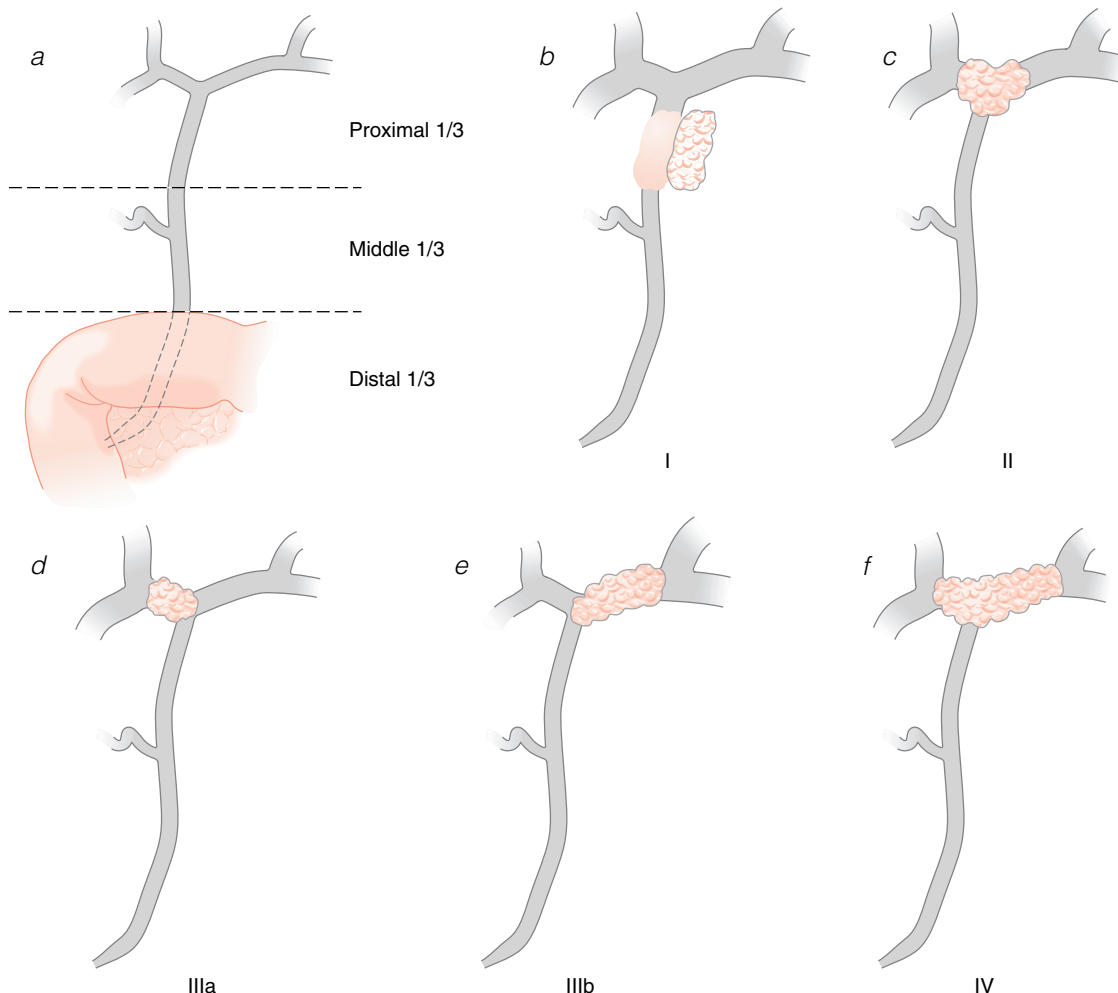 a
Proximal 1/3
Middle 1/3
Distal 1/3
b
I
c
II
d
IIIa
e
IIIb
f
IV